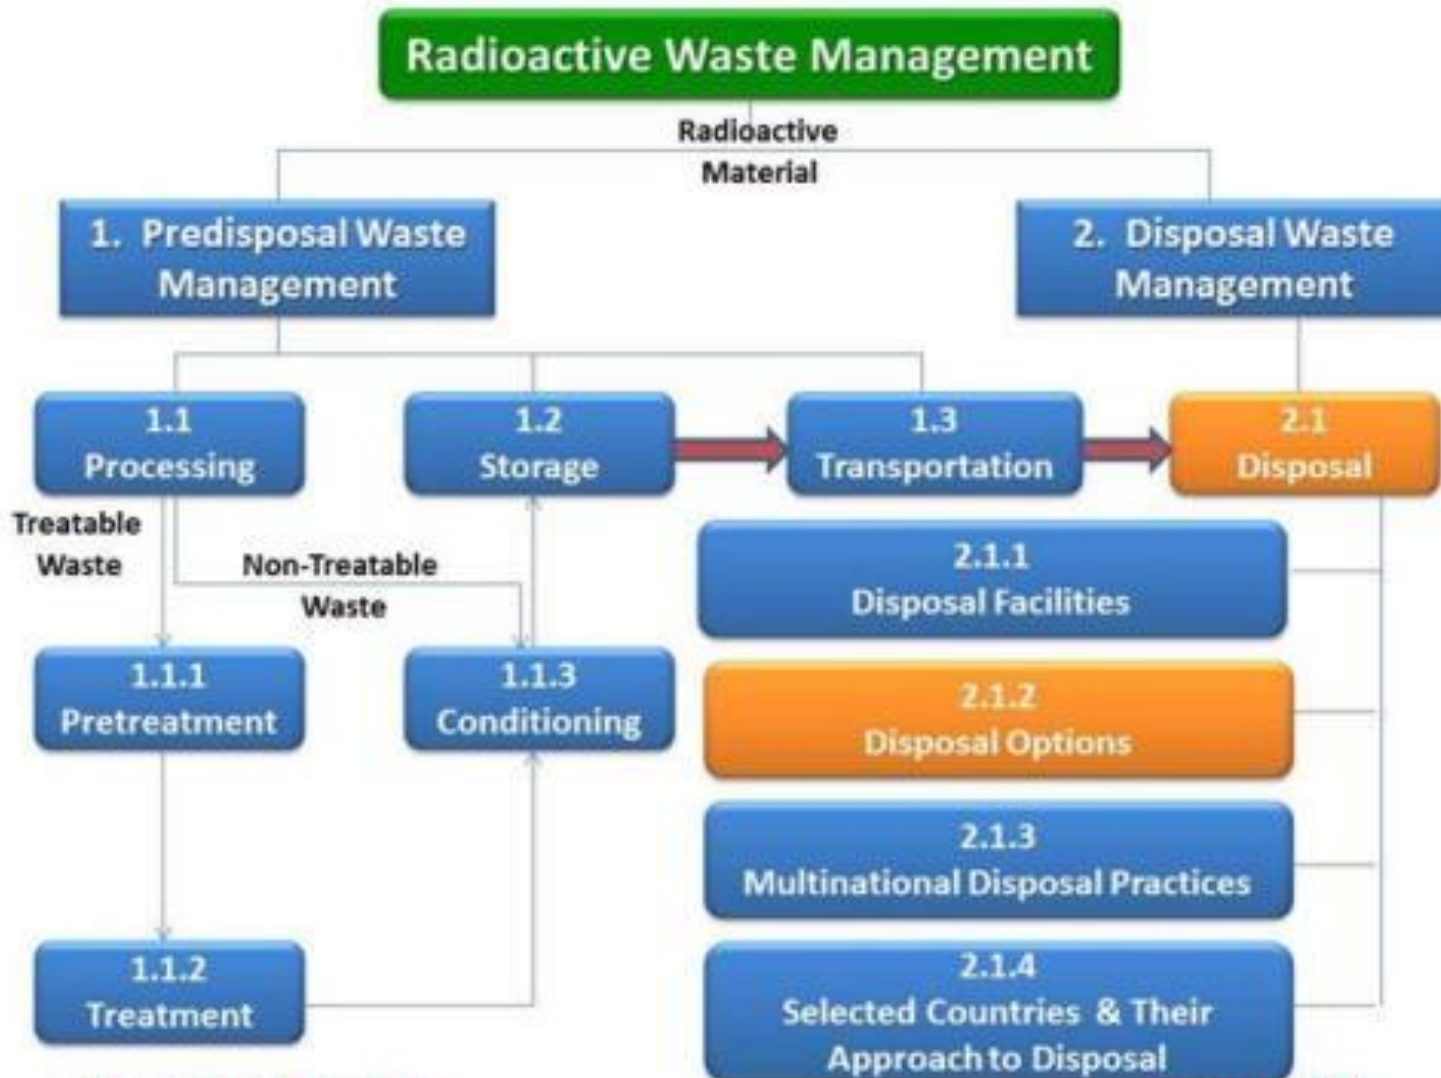 Radioactive Waste Management
Radioactive
Material
1. Predisposal Waste
Management
2. Disposal Waste
Management
1.1
Processing
1.2
Storage
1.3
Transportation
2.1
Disposal
Treatable
Waste
Non-Treatable
Waste
2.1.1
Disposal Facilities
1.1.1
Pretreatment
1.1.3
Conditioning
2.1.2
Disposal Options
2.1.3
Multinational Disposal Practices
1.1.2
Treatment
2.1.4
Selected Countries & Their
Approach to Disposal